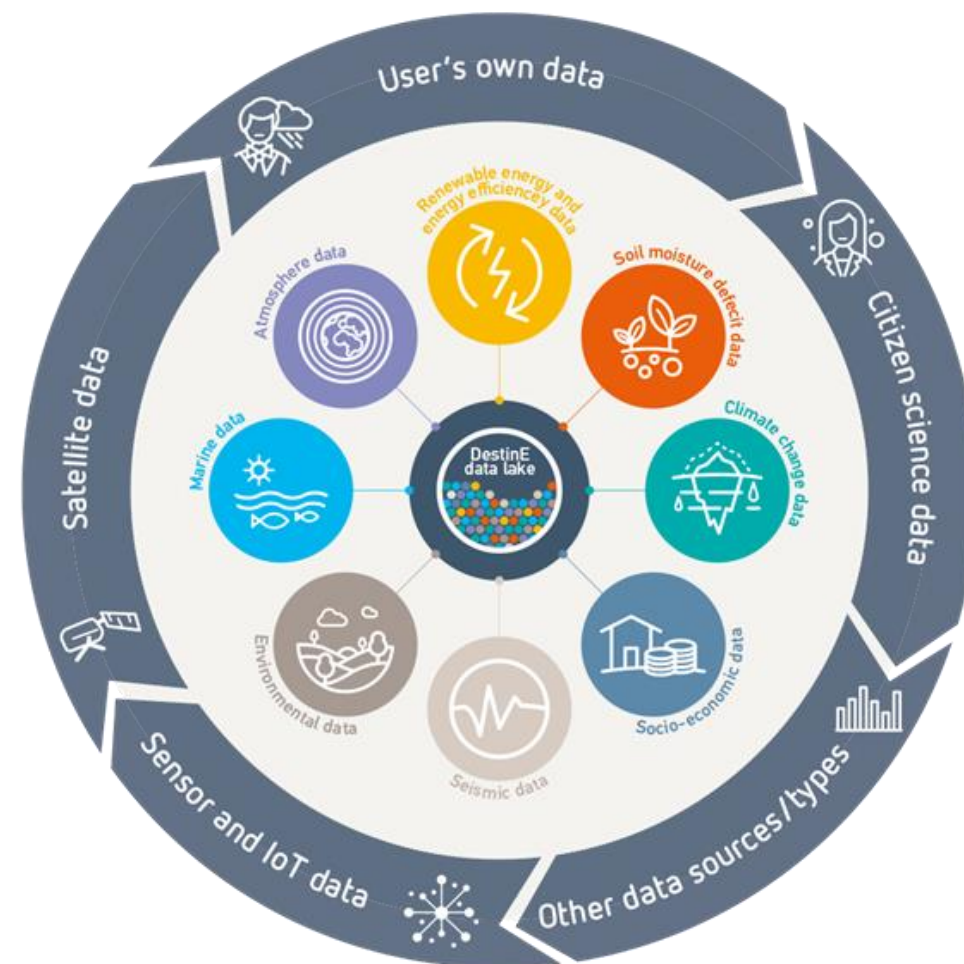 User's own data
Citizen science data
Other data sources/types
Sensor and IoT data
Satellite data
Renewable energy and
energy efficiencey data
Soil moisture defecit data
Climate change data
Socio-economic data
Seismic data
Environmental data
Marine data
Atmosphere data
DestinE
data lake